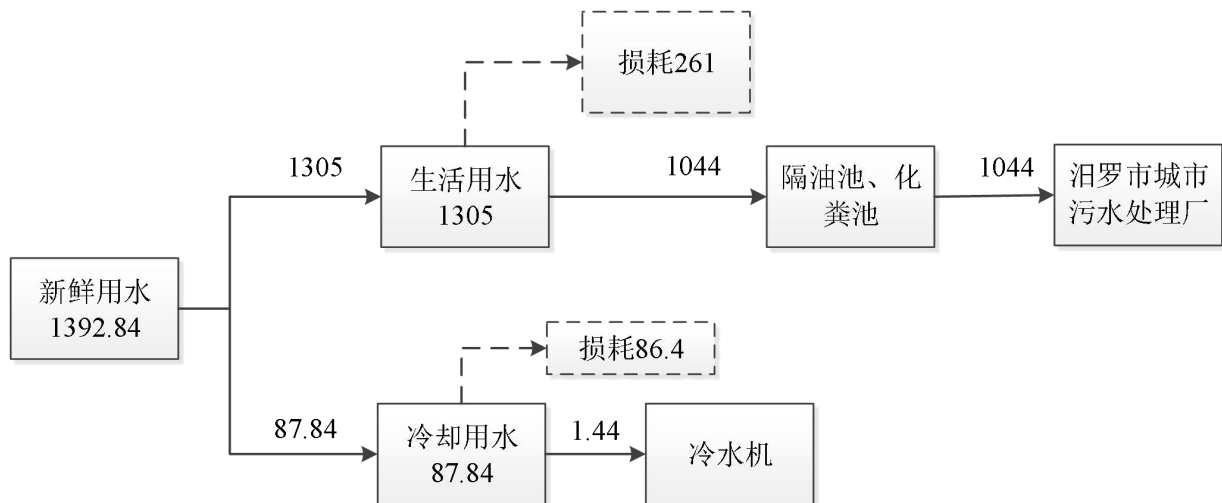 损耗261
1305
生活用水
1305
1044
隔油池、化
粪池
1044
汨罗市城市
污水处理厂
新鲜用水
1392.84
损耗86.4
87.84
冷却用水
87.84
1.44
冷水机